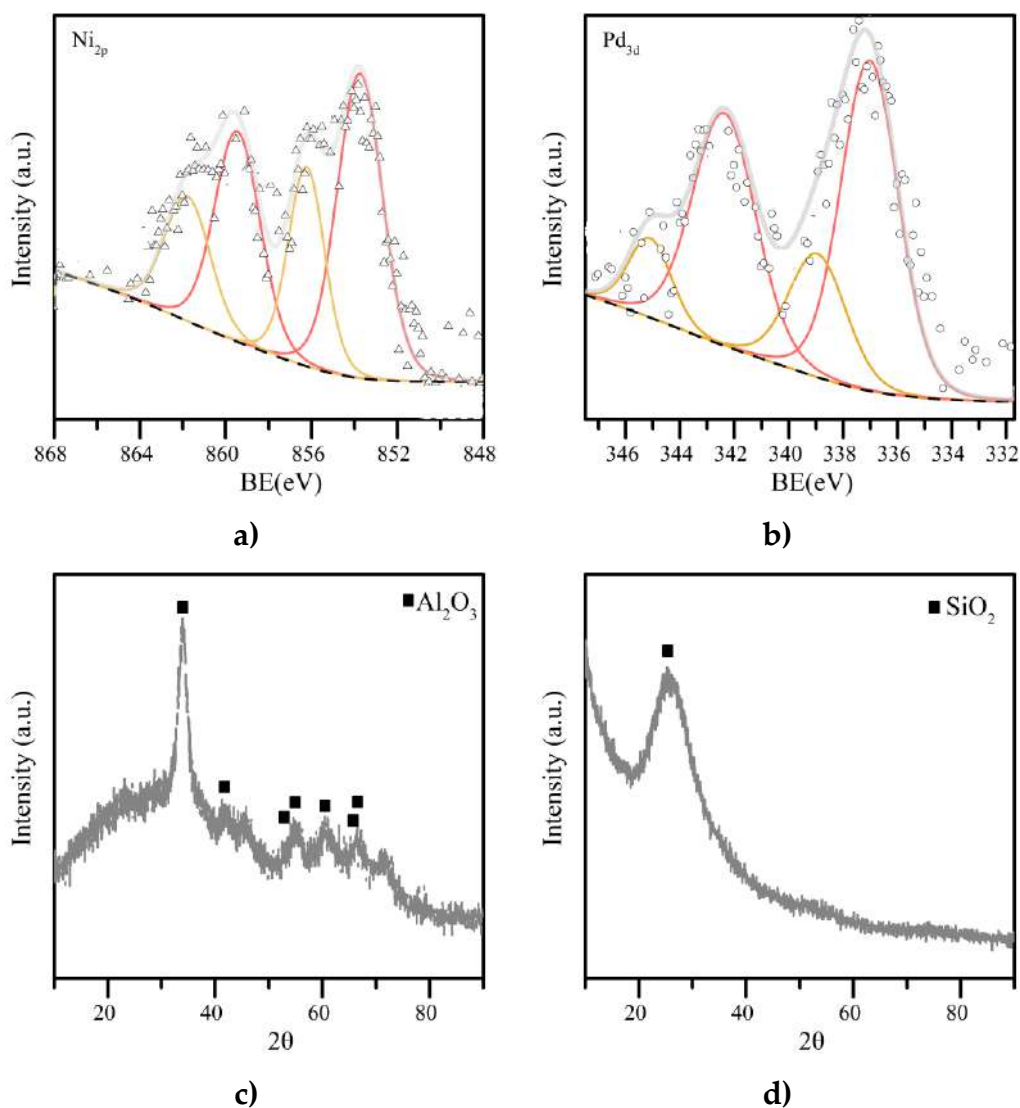 Ni2p
Intensity (a.u.)
868 864 860 856 852 848
BE(eV)
a)
Pd3d
Intensity (a.u.)
346 344 342 340 338 336 334 332
BE(eV)
b)
■Al2O3
Intensity (a.u.)
20 40 60 80
2θ
c)
■SiO2
Intensity (a.u.)
20 40 60 80
2θ
d)